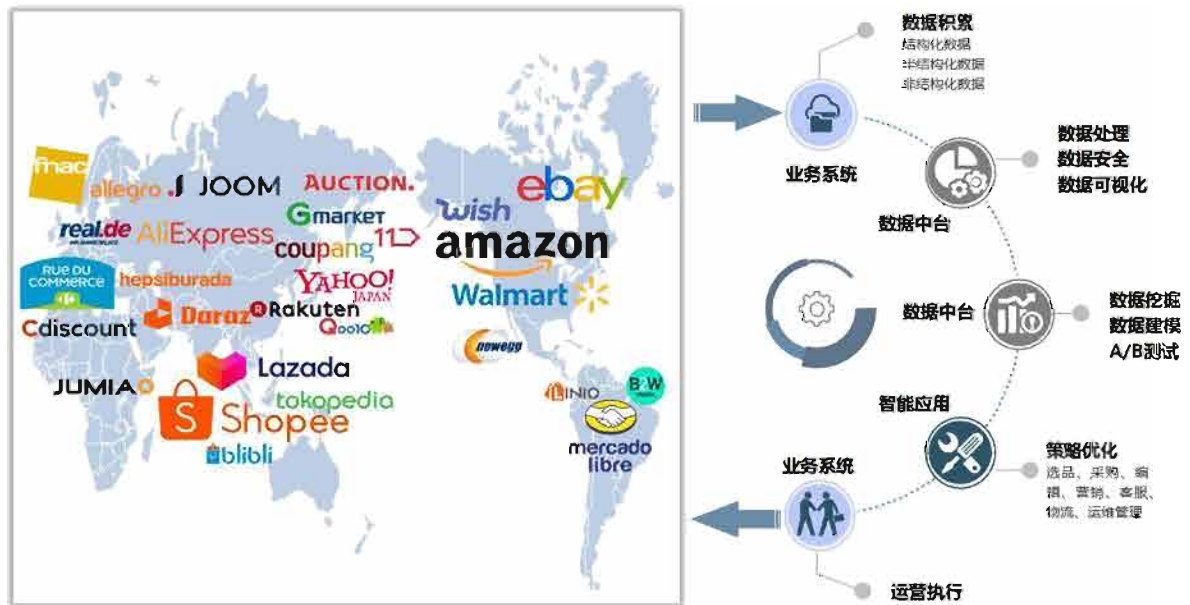 fnac
allegro
JOOM
AUCTION.
Gmarket
wish
ebay
real.de
AliExpress
coupang
11
amazon
RUE DU
COMMERCE
hepsiburada
YAHOO!
JAPAN
Walmart
Cdiscount
Daraz
Rakuten
Qoo10
newegg
JUMIA
Lazada
LINIO
B2W
tokopedia
Shopee
mercado
libre
blibli
数据积累
结构化数据
半结构化数据
非结构化数据
业务系统
数据处理
数据安全
数据可视化
数据中台
数据中台
数据挖掘
数据建模
A/B测试
智能应用
策略优化
选品、采购、编
辑、营销、客服、
物流、运维管理
业务系统
运营执行